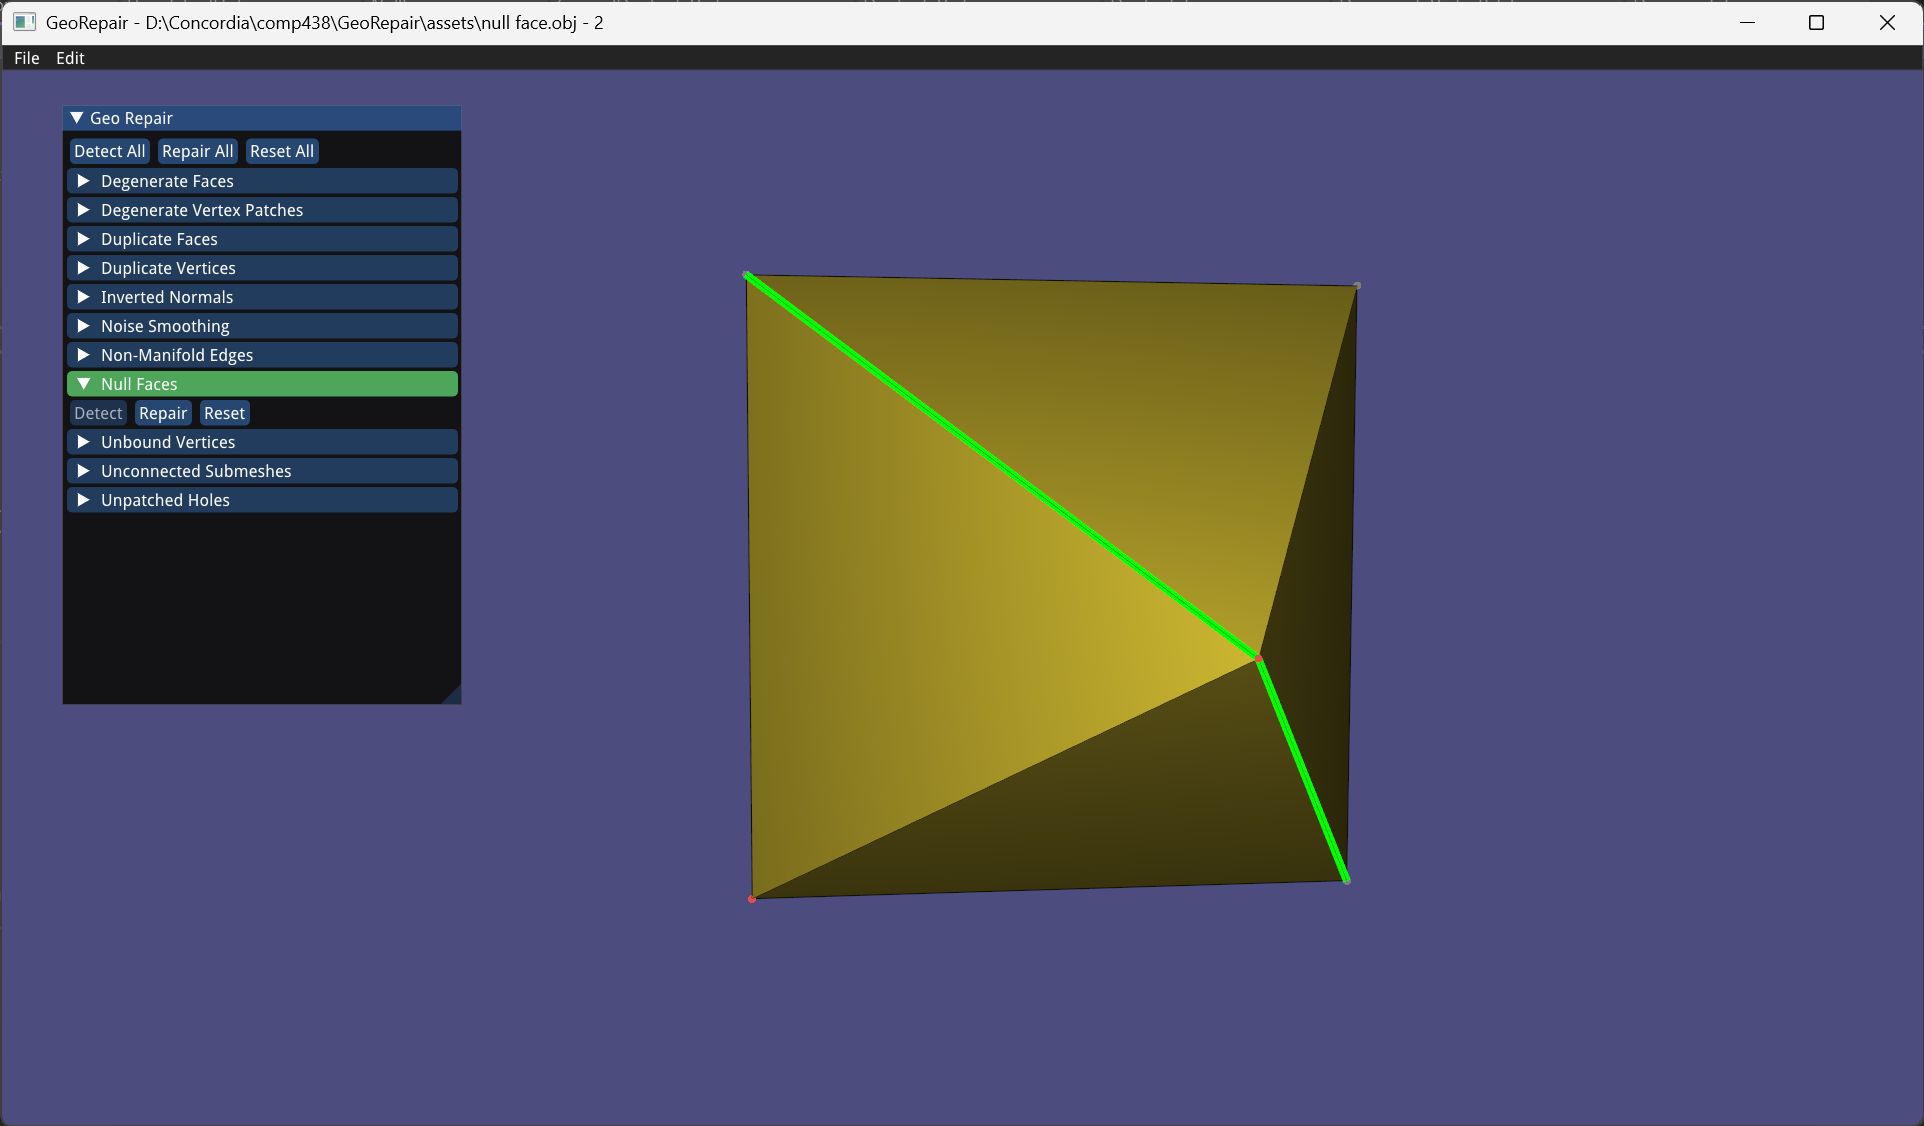 GeoRepair - D:\Concordia\comp438\GeoRepair\assets\null face.obj - 2
File Edit
Geo Repair
Detect All Repair All Reset All
Degenerate Faces
Degenerate Vertex Patches
Duplicate Faces
Duplicate Vertices
Inverted Normals
Noise Smoothing
Non-Manifold Edges
Null Faces
Detect Repair Reset
Unbound Vertices
Unconnected Submeshes
Unpatched Holes